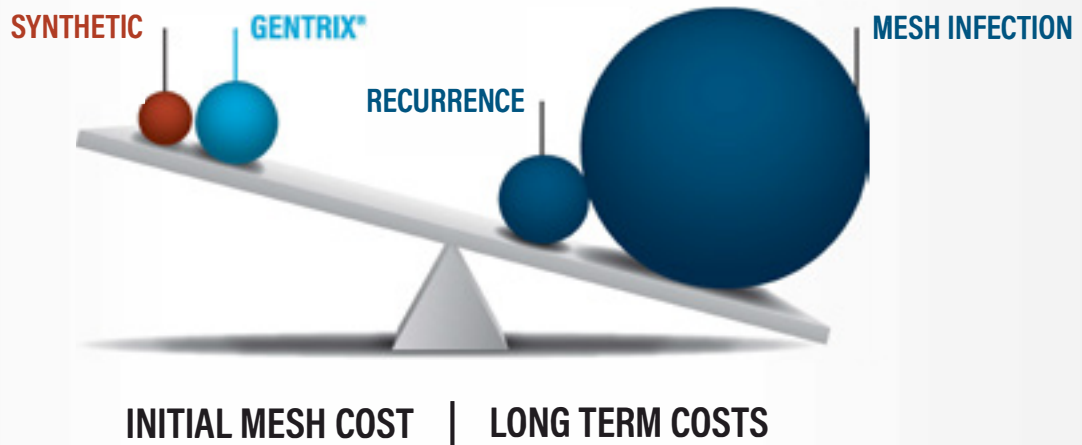 SYNTHETIC
GENTRIX®
MESH INFECTION
RECURRENCE
INITIAL MESH COST | LONG TERM COSTS